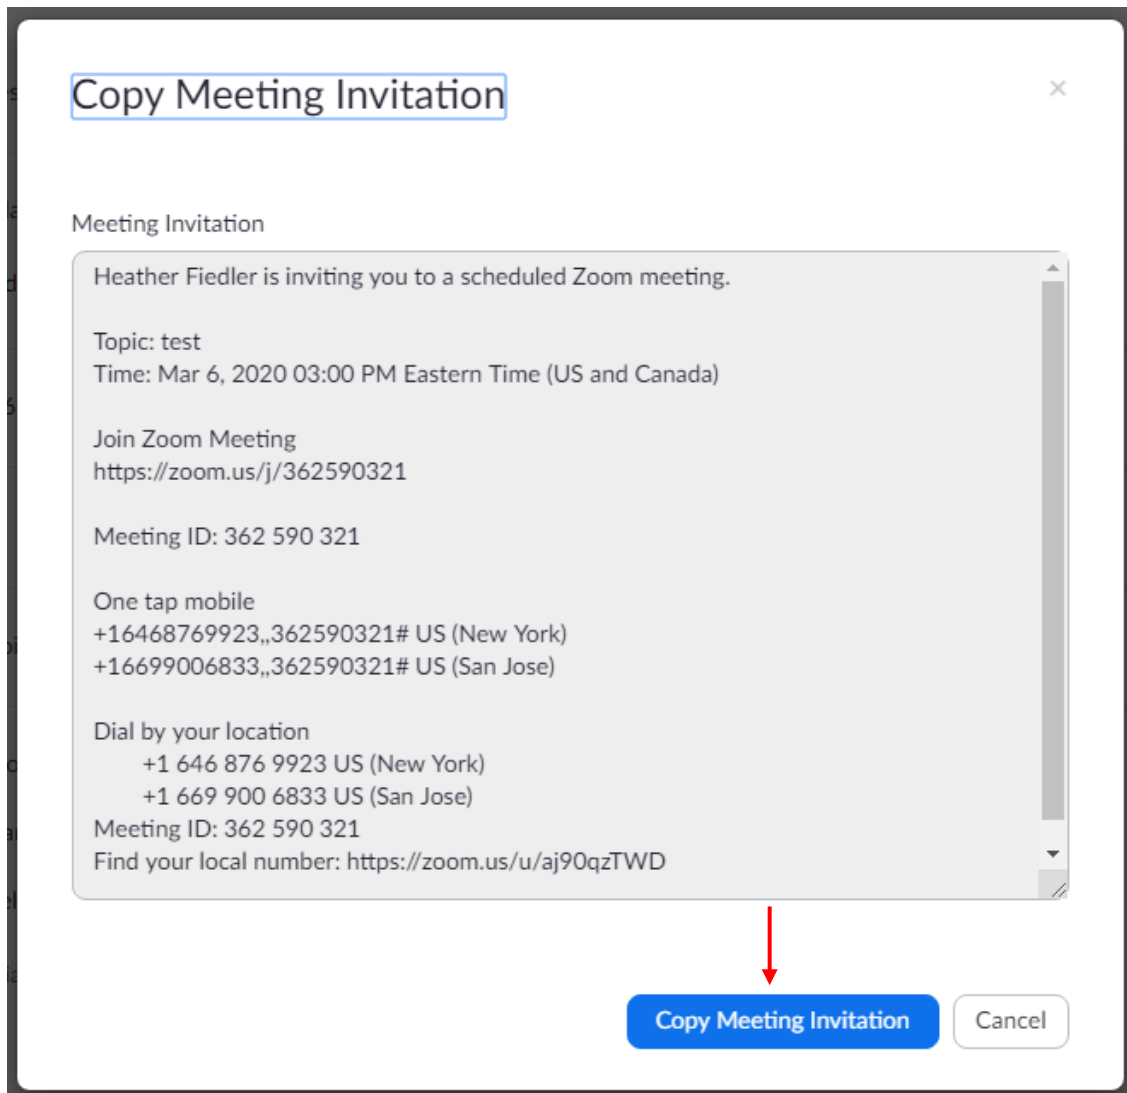 Copy Meeting Invitation
×
Meeting Invitation
Heather Fiedler is inviting you to a scheduled Zoom meeting.
Topic: test
Time: Mar 6, 2020 03:00 PM Eastern Time (US and Canada)
Join Zoom Meeting
https://zoom.us/j/362590321
Meeting ID: 362 590 321
One tap mobile
+16468769923,,362590321# US (New York)
+16699006833,,362590321# US (San Jose)
Dial by your location
+1 646 876 9923 US (New York)
+1 669 900 6833 US (San Jose)
Meeting ID: 362 590 321
Find your local number: https://zoom.us/u/aj90qzTWD
Copy Meeting Invitation
Cancel